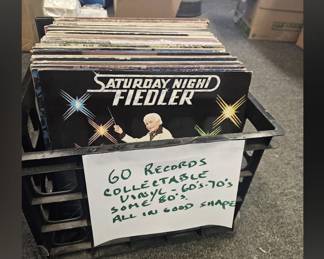 SATURDAY NIGHT
FIEDLER
60 RECORDS
COLLECTABLE
VINYL - 60's-70's
SOME 80's.
ALL IN GOOD SHAPE